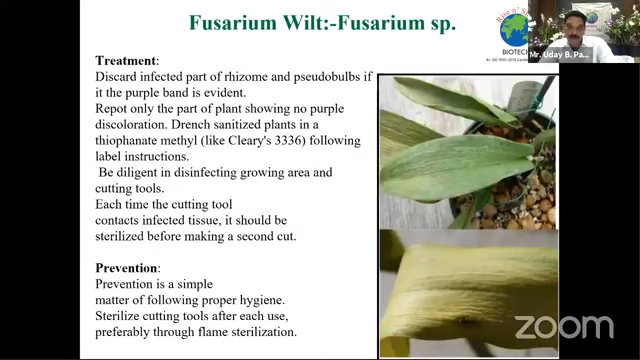 Fusarium Wilt:-Fusarium sp.
Treatment:
Discard infected part of rhizome and pseudobulbs if
it the purple band is evident.
Repot only the part of plant showing no purple
discoloration. Drench sanitized plants in a
thiophanate methyl (like Cleary's 3336) following
label instructions.
Be diligent in disinfecting growing area and
cutting tools.
Each time the cutting tool
contacts infected tissue, it should be
sterilized before making a second cut.
Prevention:
Prevention is a simple
matter of following proper hygiene.
Sterilize cutting tools after each use,
preferably through flame sterilization.
Rise n' S
BIOTEC
Mr. Uday B. Pa...
zoom